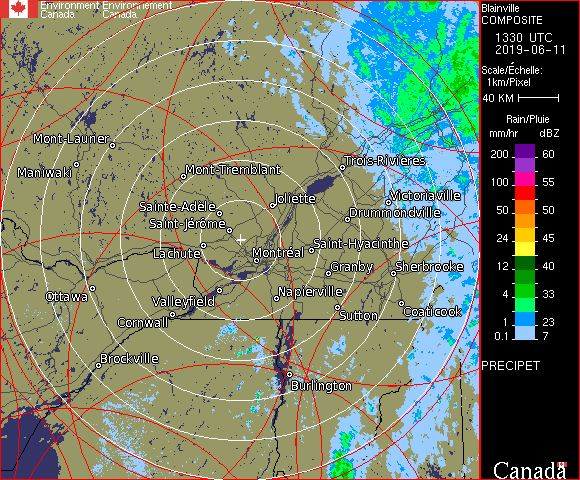 Environment Environnement
Canada Canada
Blainville
COMPOSITE
1330 UTC
2019-06-11
Scale/Échelle:
1km/Pixel
40 KM
Rain/Pluie
mm/hr dBZ
200 60
100 55
50 50
24 45
12 40
4 33
1 23
0.1 7
PRECIPET
Canada
Mont-Laurier
Maniwaki
Mont-Tremblant
Trois-Rivières
Sainte-Adèle
Joliette
Victoriaville
Drummondville
Saint-Jérôme
Lachute
Montréal
Saint-Hyacinthe
Granby
Sherbrooke
Ottawa
Valleyfield
Napierville
Coaticook
Cornwall
Sutton
Brockville
Burlington